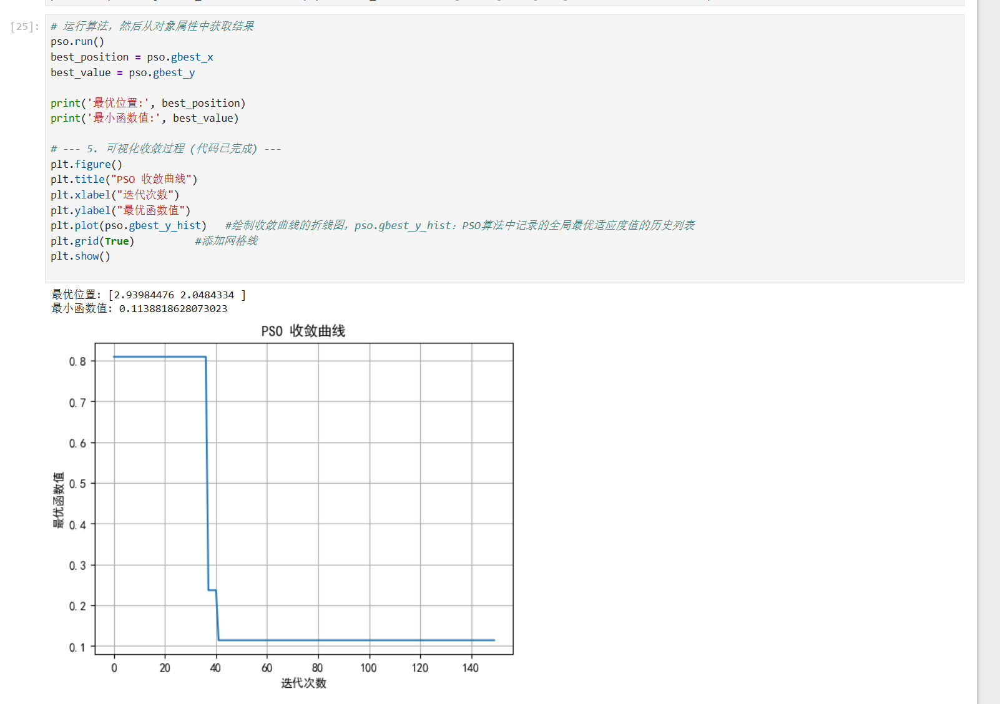 [25]:
# 运行算法，然后从对象属性中获取结果
pso.run()
best_position = pso.gbest_x
best_value = pso.gbest_y
print('最优位置:', best_position)
print('最小函数值:', best_value)
# --- 5. 可视化收敛过程 (代码已完成) ---
plt.figure()
plt.title("PSO 收敛曲线")
plt.xlabel("迭代次数")
plt.ylabel("最优函数值")
plt.plot(pso.gbest_y_hist)   #绘制收敛曲线的折线图，pso.gbest_y_hist：PSO算法中记录的全局最优适应度值的历史列表
plt.grid(True)          #添加网格线
plt.show()
最优位置: [2.93984476 2.0484334 ]
最小函数值: 0.1138818628073023
PSO 收敛曲线
0.8
0.7
0.6
0.5
0.4
0.3
0.2
0.1
最优函数值
0 20 40 60 80 100 120 140
迭代次数